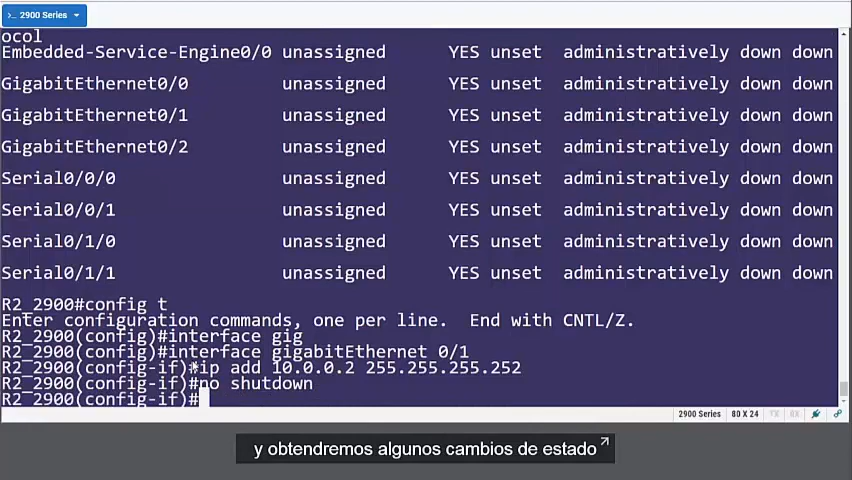 >_ 2900 Series
ocol
Embedded-Service-Engine0/0 unassigned YES unset administratively down down
GigabitEthernet0/0 unassigned YES unset administratively down down
GigabitEthernet0/1 unassigned YES unset administratively down down
GigabitEthernet0/2 unassigned YES unset administratively down down
Serial0/0/0 unassigned YES unset administratively down down
Serial0/0/1 unassigned YES unset administratively down down
Serial0/1/0 unassigned YES unset administratively down down
Serial0/1/1 unassigned YES unset administratively down down
R2_2900#config t
Enter configuration commands, one per line. End with CNTL/Z.
R2_2900(config)#interface gig
R2_2900(config)#interface gigabitEthernet 0/1
R2_2900(config-if)#ip add 10.0.0.2 255.255.255.252
R2_2900(config-if)#no shutdown
R2_2900(config-if)#
2900 Series 80 X 24 TX RX
y obtendremos algunos cambios de estado